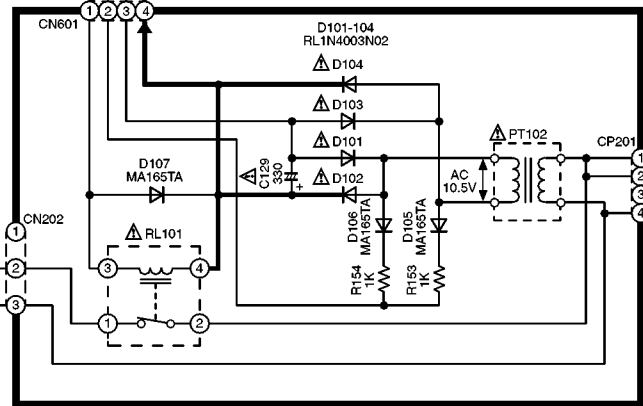 CN601
1
2
3
4
D101-104
RL1N4003N02
D104
D103
PT102
CP201
1
2
3
4
D101
D107
MA165TA
C129
330
+
D102
AC
10.5V
CN202
1
2
3
RL101
3
4
1
2
D106
MA165TA
D105
MA165TA
R154
1K
R153
1K